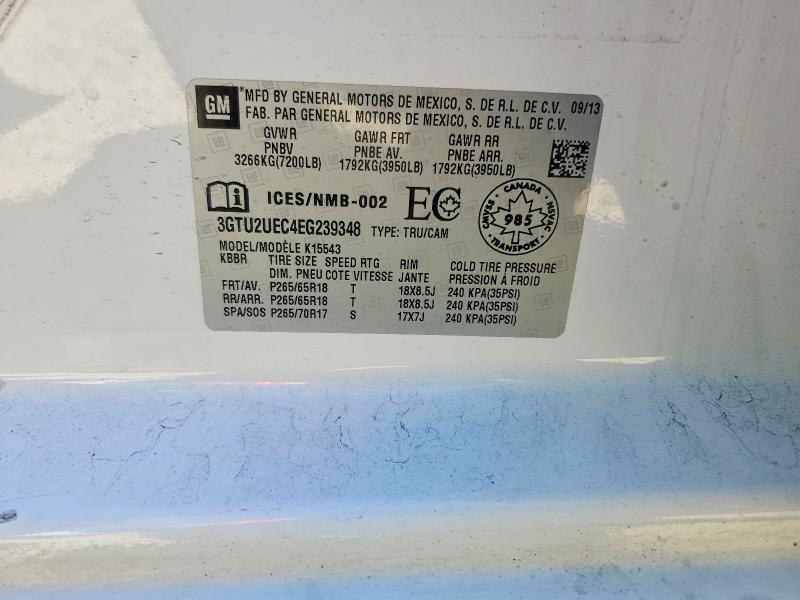 GM
MFD BY GENERAL MOTORS DE MEXICO, S. DE R.L. DE C.V. 09/13
FAB. PAR GENERAL MOTORS DE MEXICO, S. DE R.L. DE C.V.
GVWR GAWR FRT GAWR RR
PNBV PNBE AV. PNBE ARR.
3266KG(7200LB) 1792KG(3950LB) 1792KG(3950LB)
ICES/NMB-002 EC
CANADA
CMVSS 985 NSVAC
TRANSPORT
3GTU2UEC4EG239348 TYPE: TRU/CAM
MODEL/MODÈLE K15543
KBBR TIRE SIZE SPEED RTG RIM COLD TIRE PRESSURE
DIM. PNEU COTE VITESSE JANTE PRESSION À FROID
FRT/AV. P265/65R18 T 18X8.5J 240 KPA(35PSI)
RR/ARR. P265/65R18 T 18X8.5J 240 KPA(35PSI)
SPA/SOS P265/70R17 S 17X7J 240 KPA(35PSI)